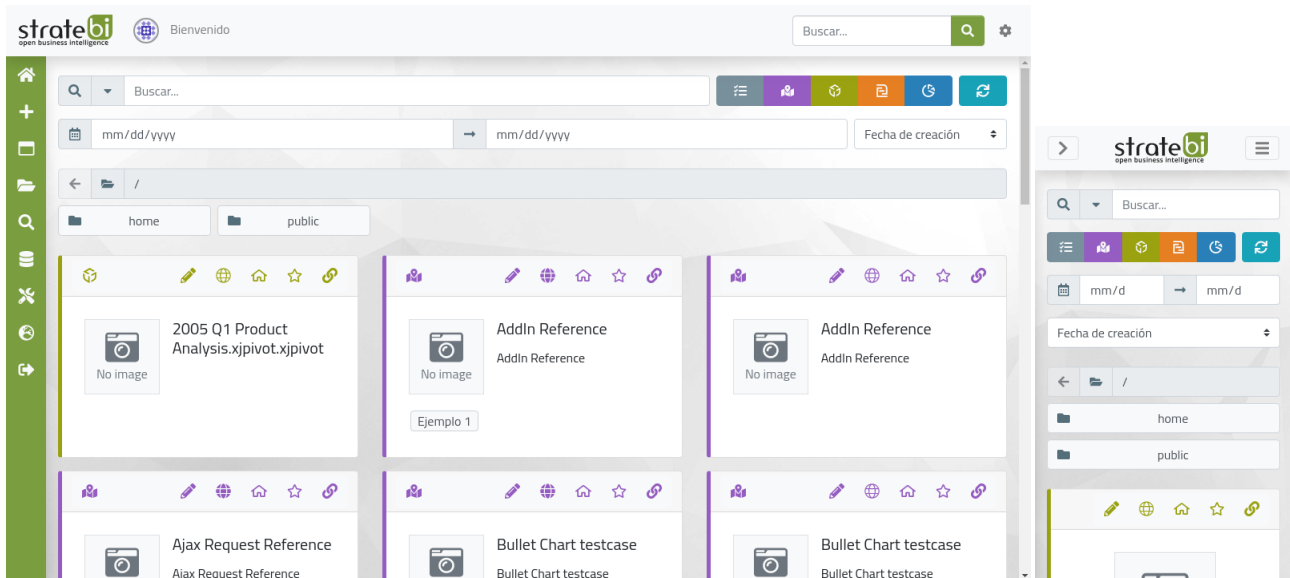 stratebi
open business intelligence
Bienvenido
Buscar...
Buscar...
mm/dd/yyyy
mm/dd/yyyy
Fecha de creación
/
home
public
No image
2005 Q1 Product
Analysis.xjpivot.xjpivot
No image
AddIn Reference
AddIn Reference
Ejemplo 1
No image
AddIn Reference
AddIn Reference
Ajax Request Reference
Ajax Request Reference
Bullet Chart testcase
Bullet Chart testcase
Bullet Chart testcase
Bullet Chart testcase
stratebi
open business intelligence
Buscar...
mm/d
mm/d
Fecha de creación
/
home
public